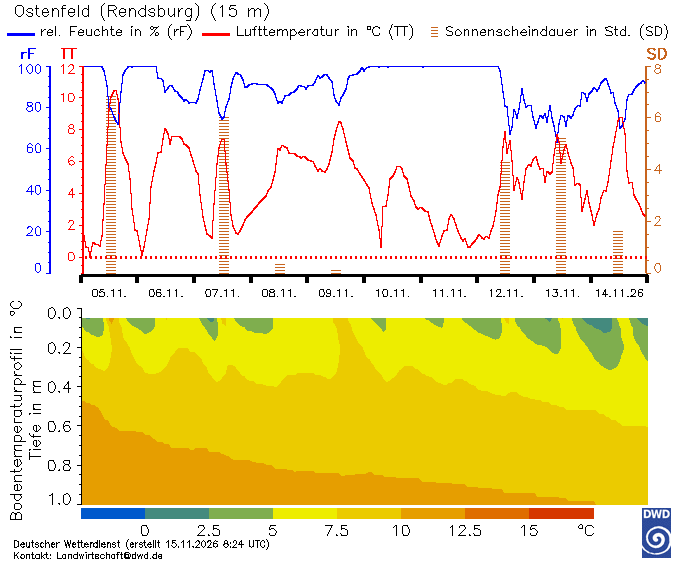 Ostenfeld (Rendsburg) (15 m)
rel. Feuchte in % (rF) Lufttemperatur in °C (TT) Sonnenscheindauer in Std. (SD)
rF TT SD
100 12 8
10
80 6
8
60 6
4
40 4
20 2 2
0 0 0
05.11. 06.11. 07.11. 08.11. 09.11. 10.11. 11.11. 12.11. 13.11. 14.11.26
Bodentemperaturprofil in °C
Tiefe in m
0.0
0.2
0.4
0.6
0.8
1.0
0 2.5 5 7.5 10 12.5 15 °C
DWD
Deutscher Wetterdienst (erstellt 15.11.2026 8:24 UTC)
Kontakt: Landwirtschaft@dwd.de